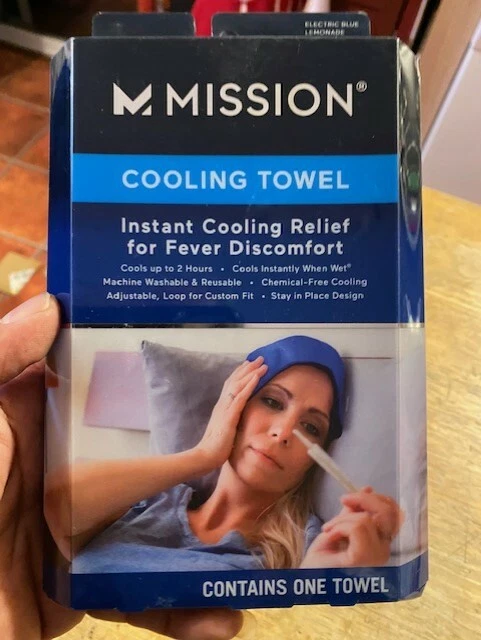 ELECTRIC BLUE
LEMONADE
MISSION®
COOLING TOWEL
Instant Cooling Relief
for Fever Discomfort
Cools up to 2 Hours • Cools Instantly When Wet®
Machine Washable & Reusable • Chemical-Free Cooling
Adjustable, Loop for Custom Fit • Stay in Place Design
CONTAINS ONE TOWEL